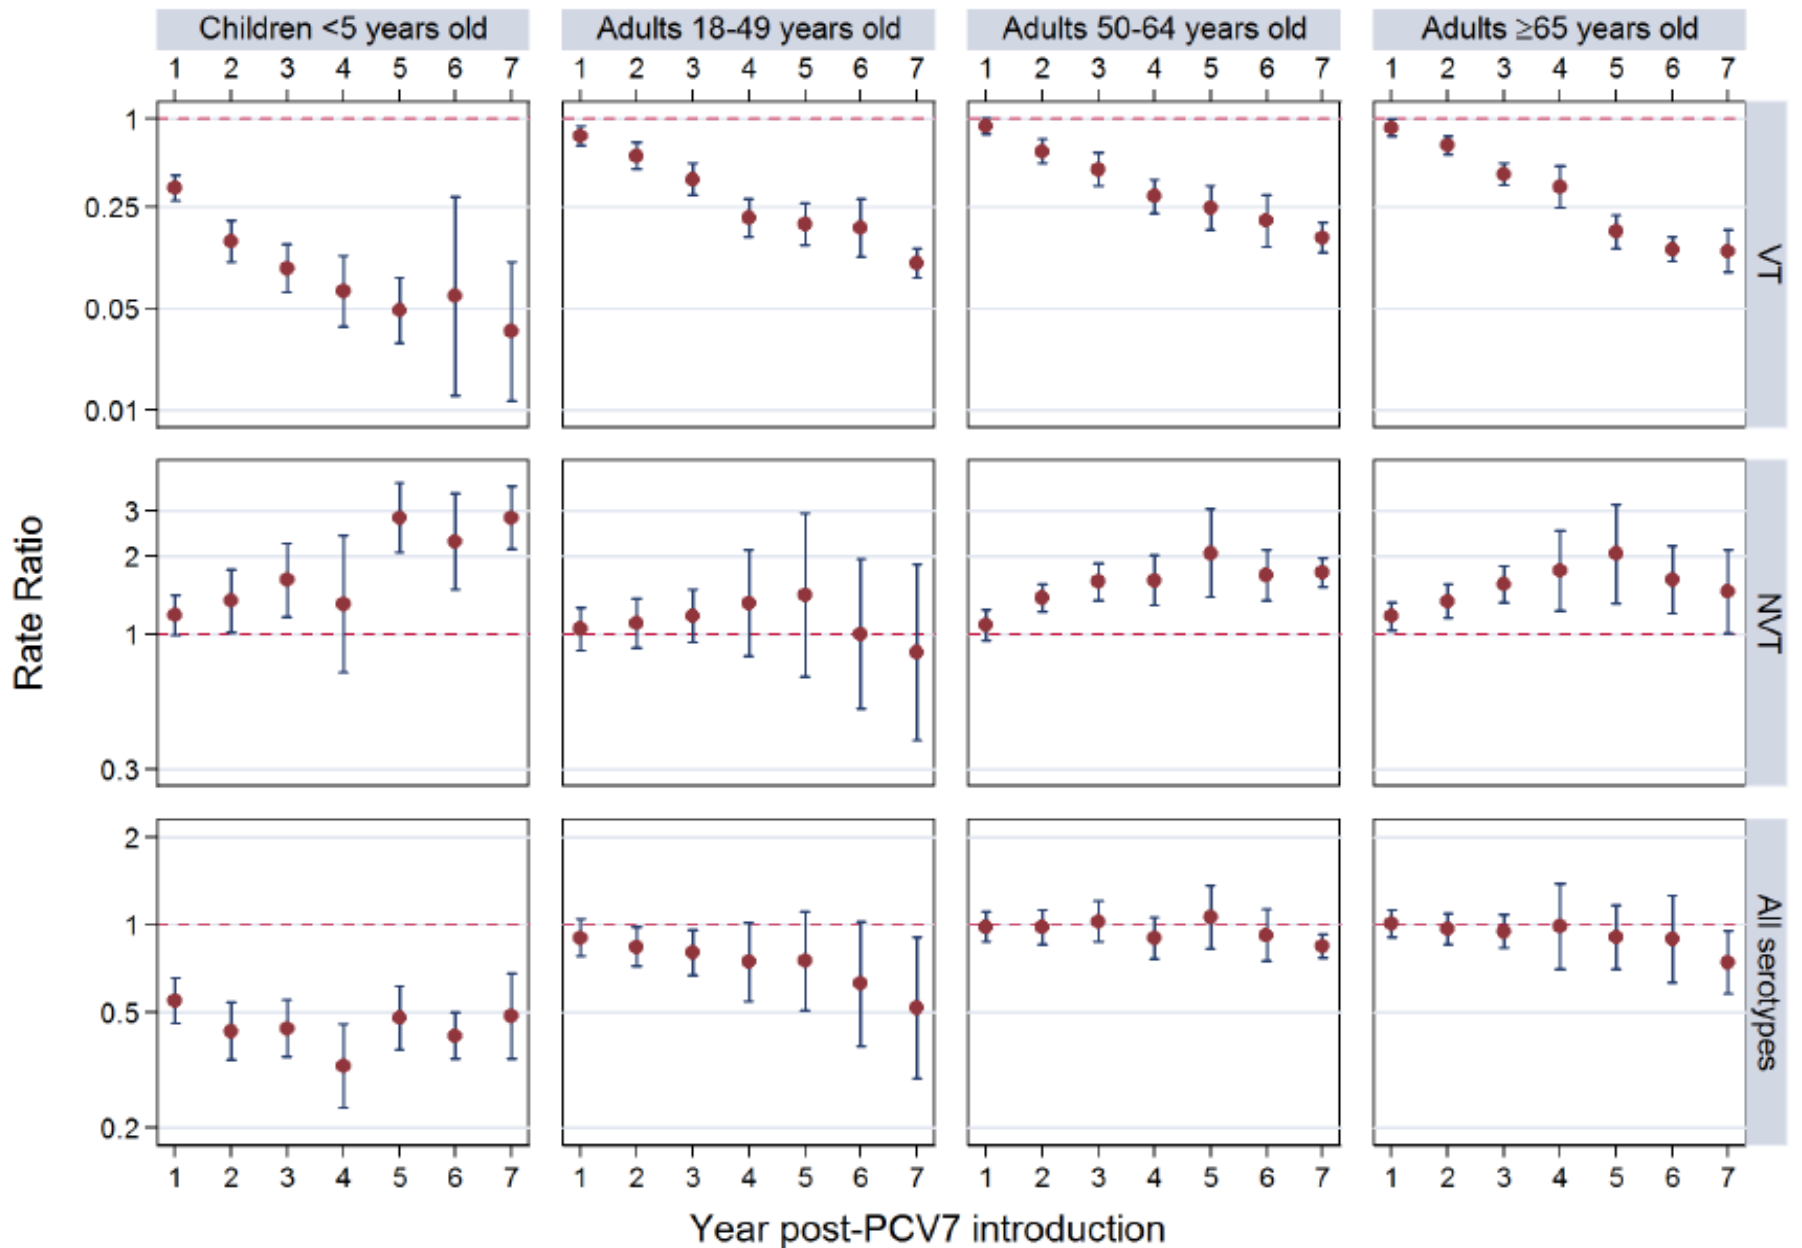 Children <5 years old
Adults 18-49 years old
Adults 50-64 years old
Adults ≥65 years old
1 2 3 4 5 6 7
1 2 3 4 5 6 7
1 2 3 4 5 6 7
1 2 3 4 5 6 7
1
0.25
0.05
0.01
VT
Rate Ratio
3
2
1
0.3
NVT
2
1
0.5
0.2
All serotypes
1 2 3 4 5 6 7
1 2 3 4 5 6 7
1 2 3 4 5 6 7
1 2 3 4 5 6 7
Year post-PCV7 introduction